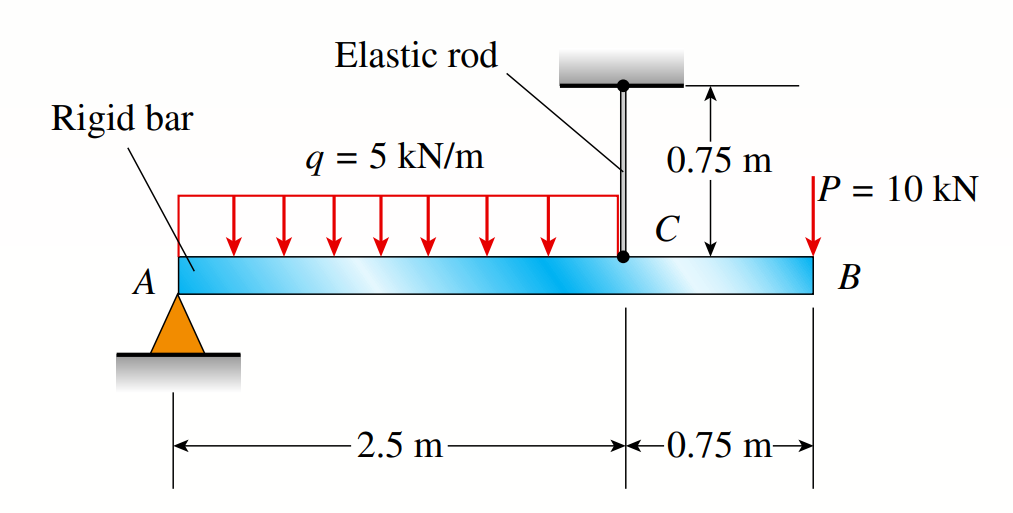 Elastic rod
Rigid bar
q = 5 kN/m
0.75 m
P = 10 kN
C
A
B
2.5 m
0.75 m